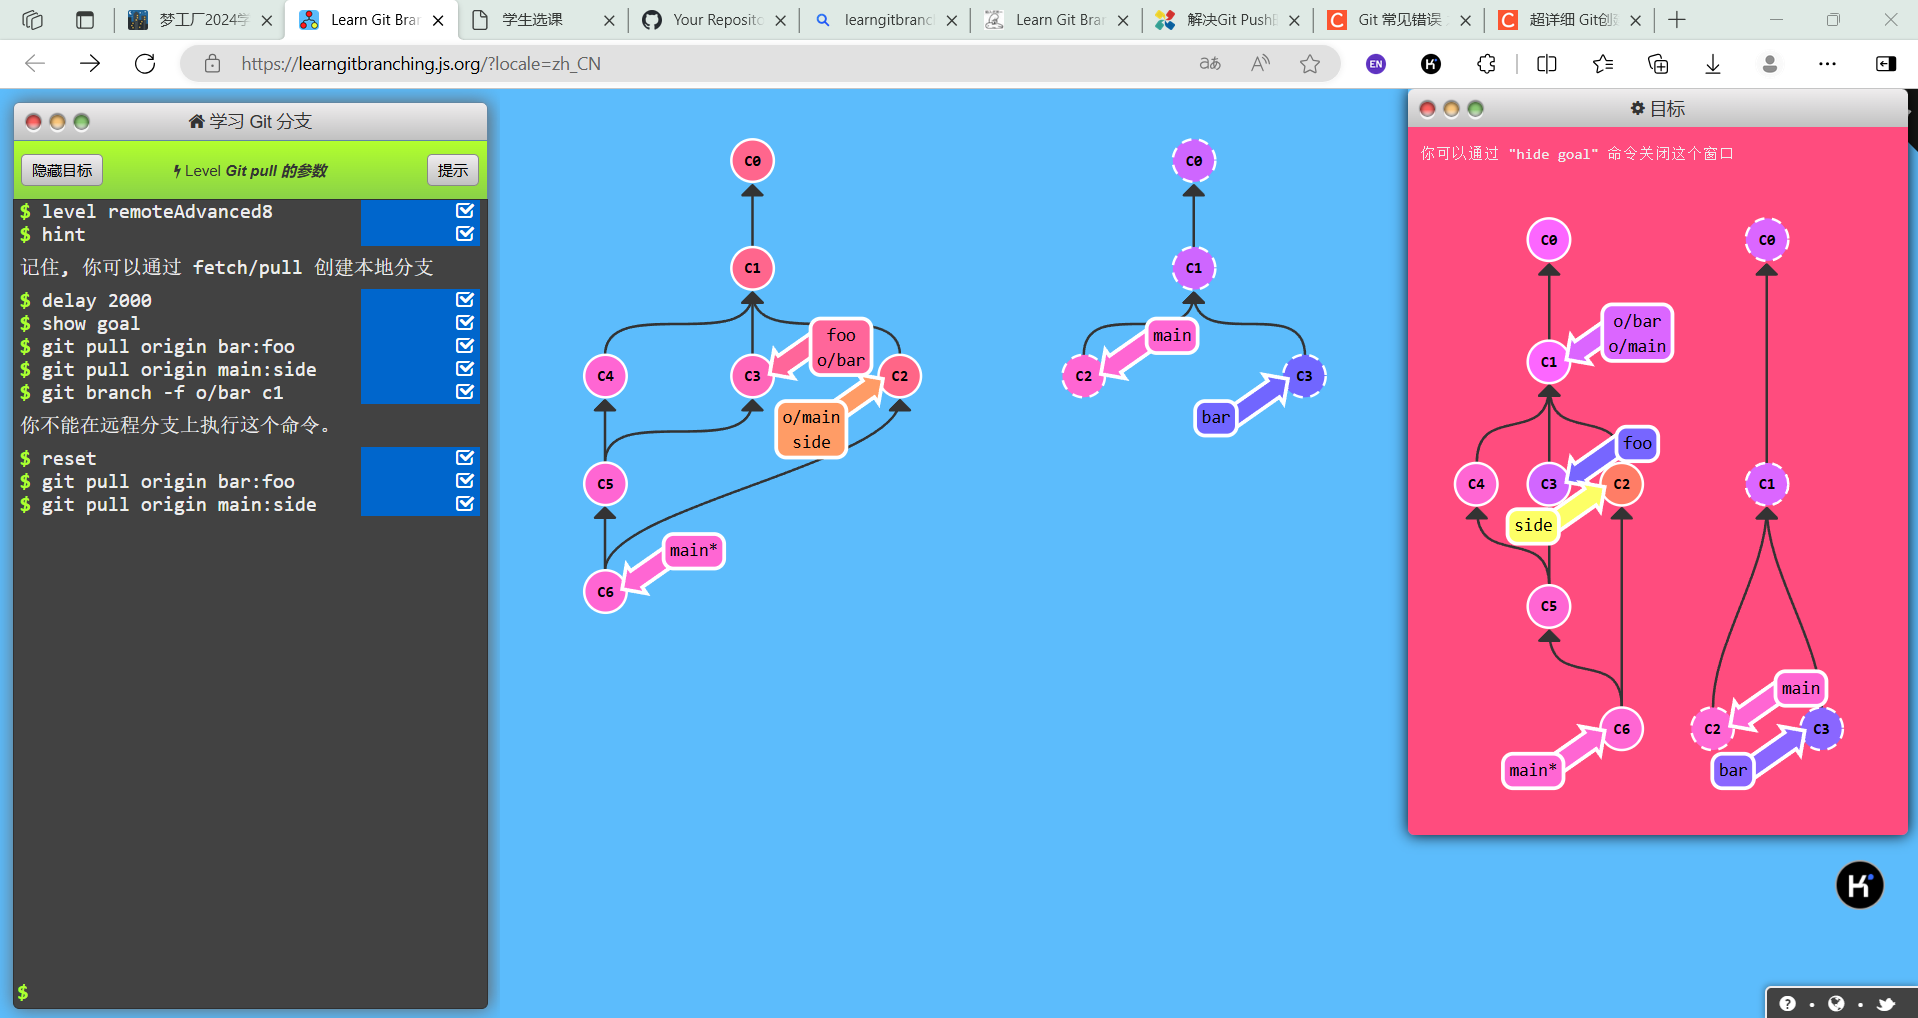 梦工厂2024学
Learn Git Bran
学生选课
Your Reposito
learngitbranch
Learn Git Bran
解决Git Push
Git 常见错误
超详细 Git创
https://learngitbranching.js.org/?locale=zh_CN
EN
学习 Git 分支
隐藏目标
Level Git pull 的参数
提示
$ level remoteAdvanced8
$ hint
记住, 你可以通过 fetch/pull 创建本地分支
$ delay 2000
$ show goal
$ git pull origin bar:foo
$ git pull origin main:side
$ git branch -f o/bar c1
你不能在远程分支上执行这个命令。
$ reset
$ git pull origin bar:foo
$ git pull origin main:side
$
C0
C1
foo
o/bar
C4
C3
C2
o/main
side
C5
main*
C6
C0
C1
main
C2
C3
bar
目标
你可以通过 "hide goal" 命令关闭这个窗口
C0
C0
o/bar
o/main
C1
foo
C4
C3
C2
C1
side
C5
main
C6
C2
C3
main*
bar